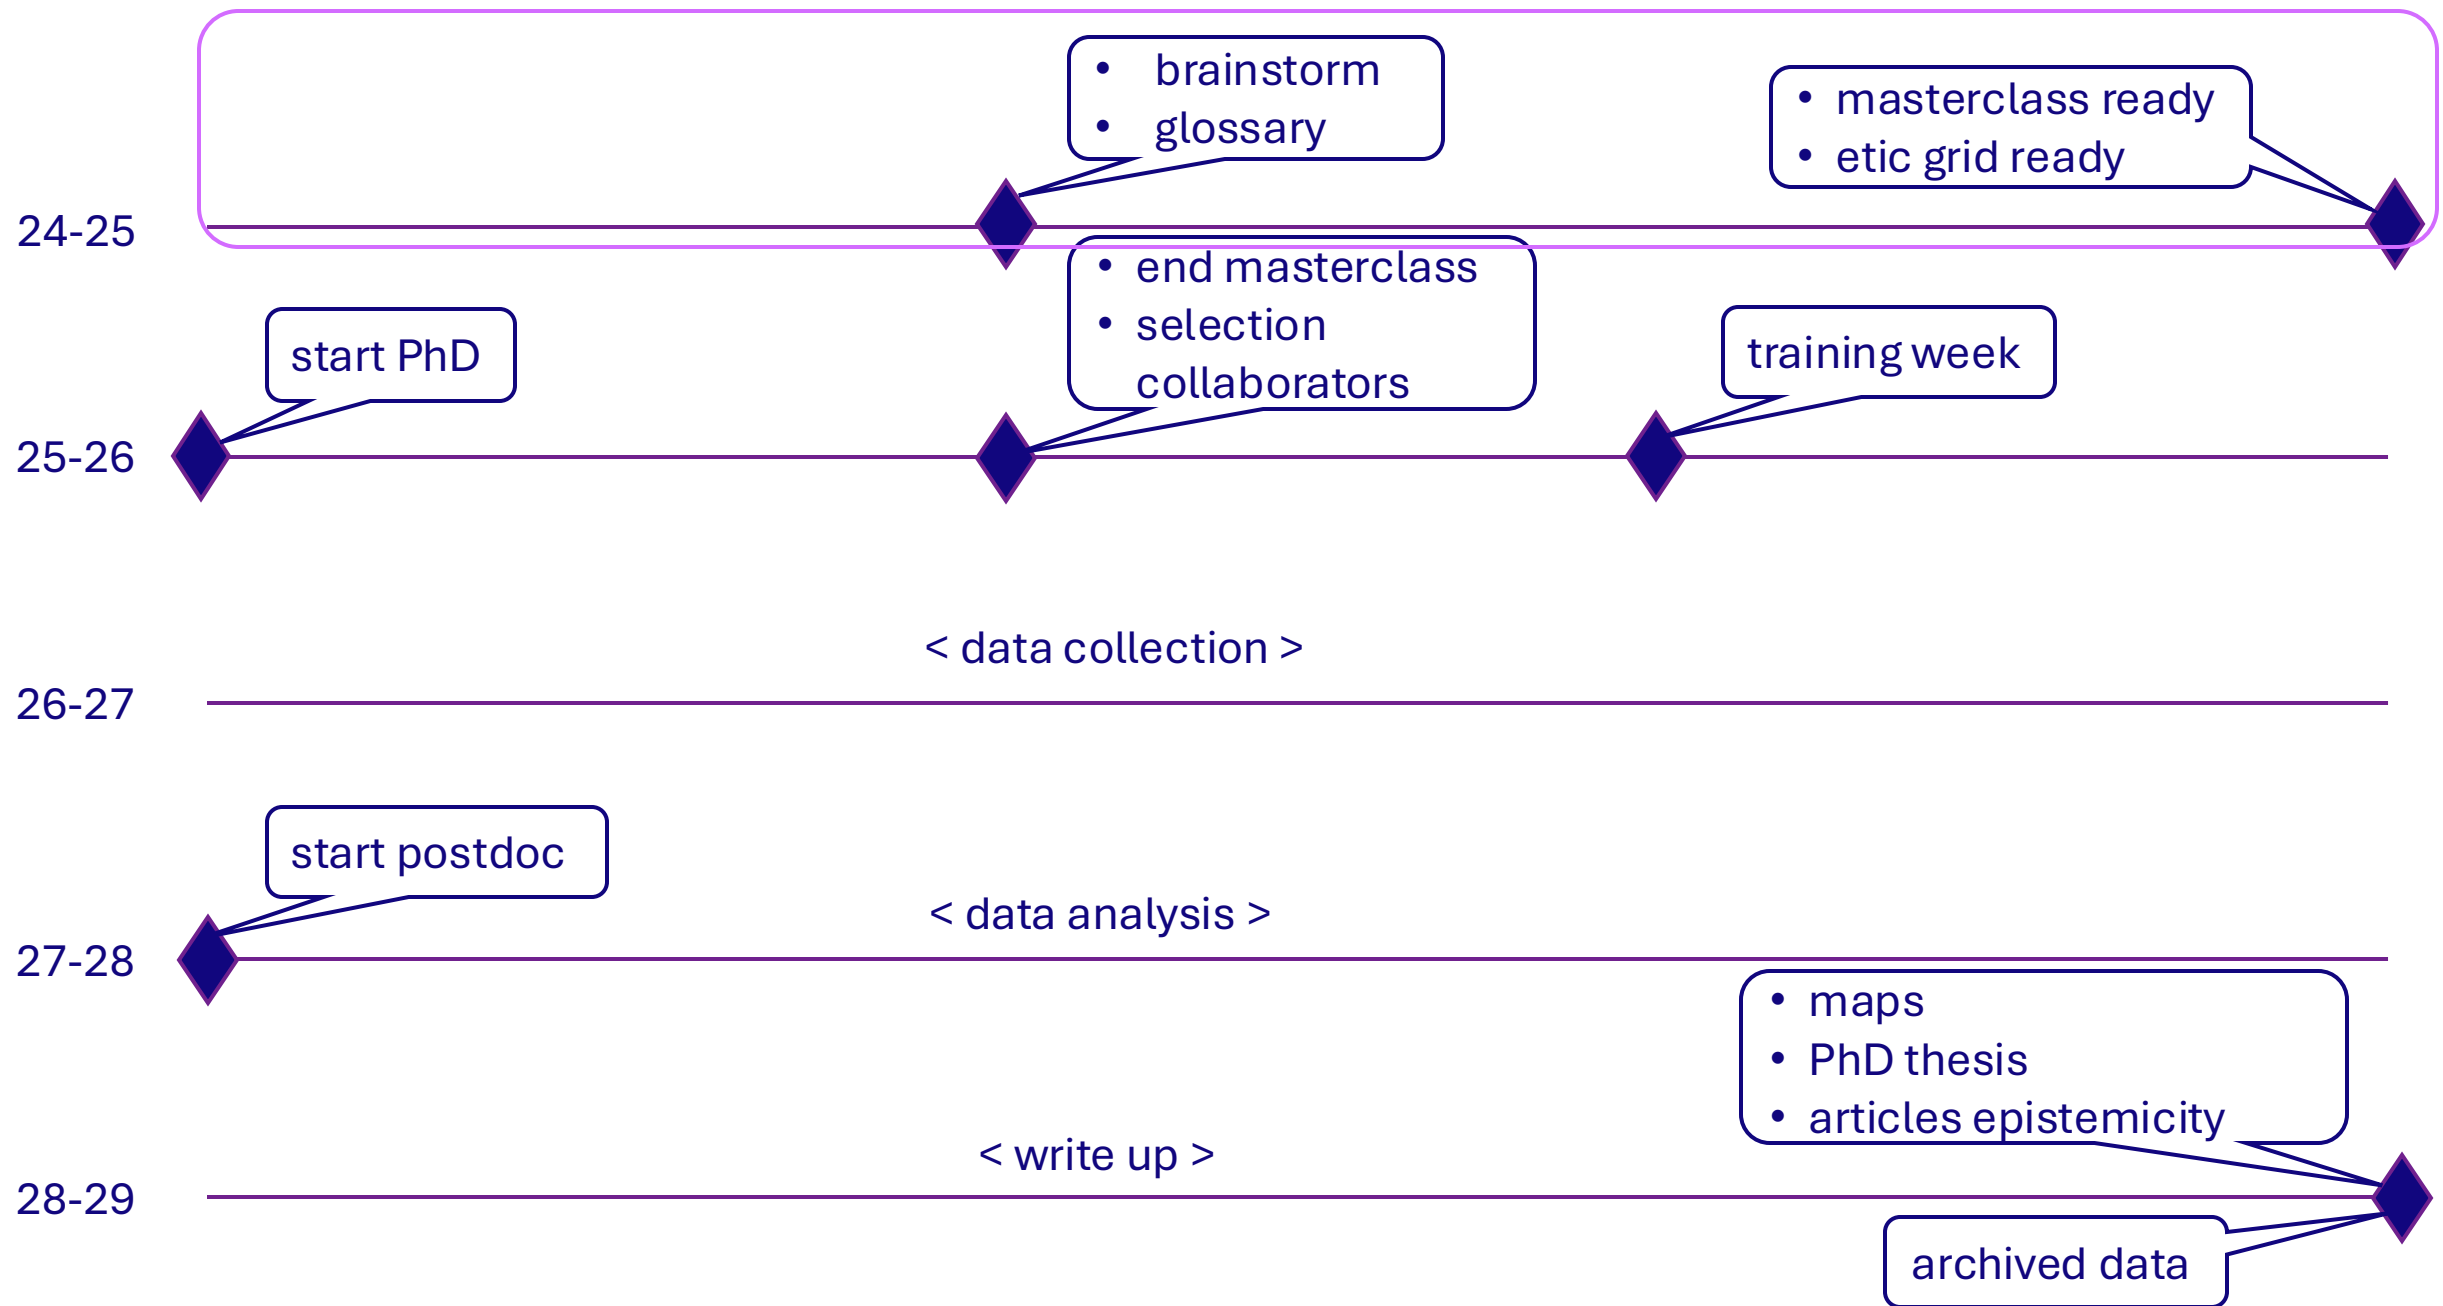 • brainstorm
• glossary
• masterclass ready
• etic grid ready
24-25
• end masterclass
• selection
collaborators
start PhD
training week
25-26
< data collection >
26-27
start postdoc
< data analysis >
27-28
• maps
• PhD thesis
• articles epistemicity
< write up >
28-29
archived data